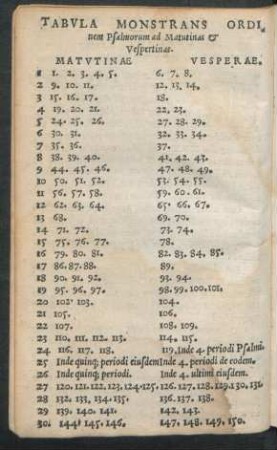 TABVLA MONSTRANS ORDI
nem Psalmorum ad Matutinas &
Vespertinas.
MATVTINAE VESPERAE.
1 1. 2. 3. 4. 5. 6. 7. 8.
2 9. 10. 11. 12. 13. 14.
3 15. 16. 17. 18.
4 19. 20. 21. 22. 23.
5 24. 25. 26. 27. 28. 29.
6 30. 31. 32. 33. 34.
7 35. 36. 37.
8 38. 39. 40. 41. 42. 43.
9 44. 45. 46. 47. 48. 49.
10 50. 51. 52. 53. 54. 55.
11 56. 57. 58. 59. 60. 61.
12 62. 63. 64. 65. 66. 67.
13 68. 69. 70.
14 71. 72. 73. 74.
15 75. 76. 77. 78.
16 79. 80. 81. 82. 83. 84. 85.
17 86. 87. 88. 89.
18 90. 91. 92. 93. 94.
19 95. 96. 97. 98. 99. 100. 101.
20 102. 103. 104.
21 105. 106.
22 107. 108. 109.
23 110. 111. 112. 113. 114. 115.
24 116. 117. 118. 119. Inde 4. periodi Psalmi.
25 Inde quinq; periodi eiusdem Inde 4. periodi de eodem.
26 Inde quinq; periodi. Inde 4. ultimi eiusdem.
27 120. 121. 122. 123. 124. 125. 126. 127. 128. 129. 130. 131.
28 132. 133. 134. 135. 136. 137. 138.
29 139. 140. 141. 142. 143.
30. 144. 145. 146. 147. 148. 149. 150.